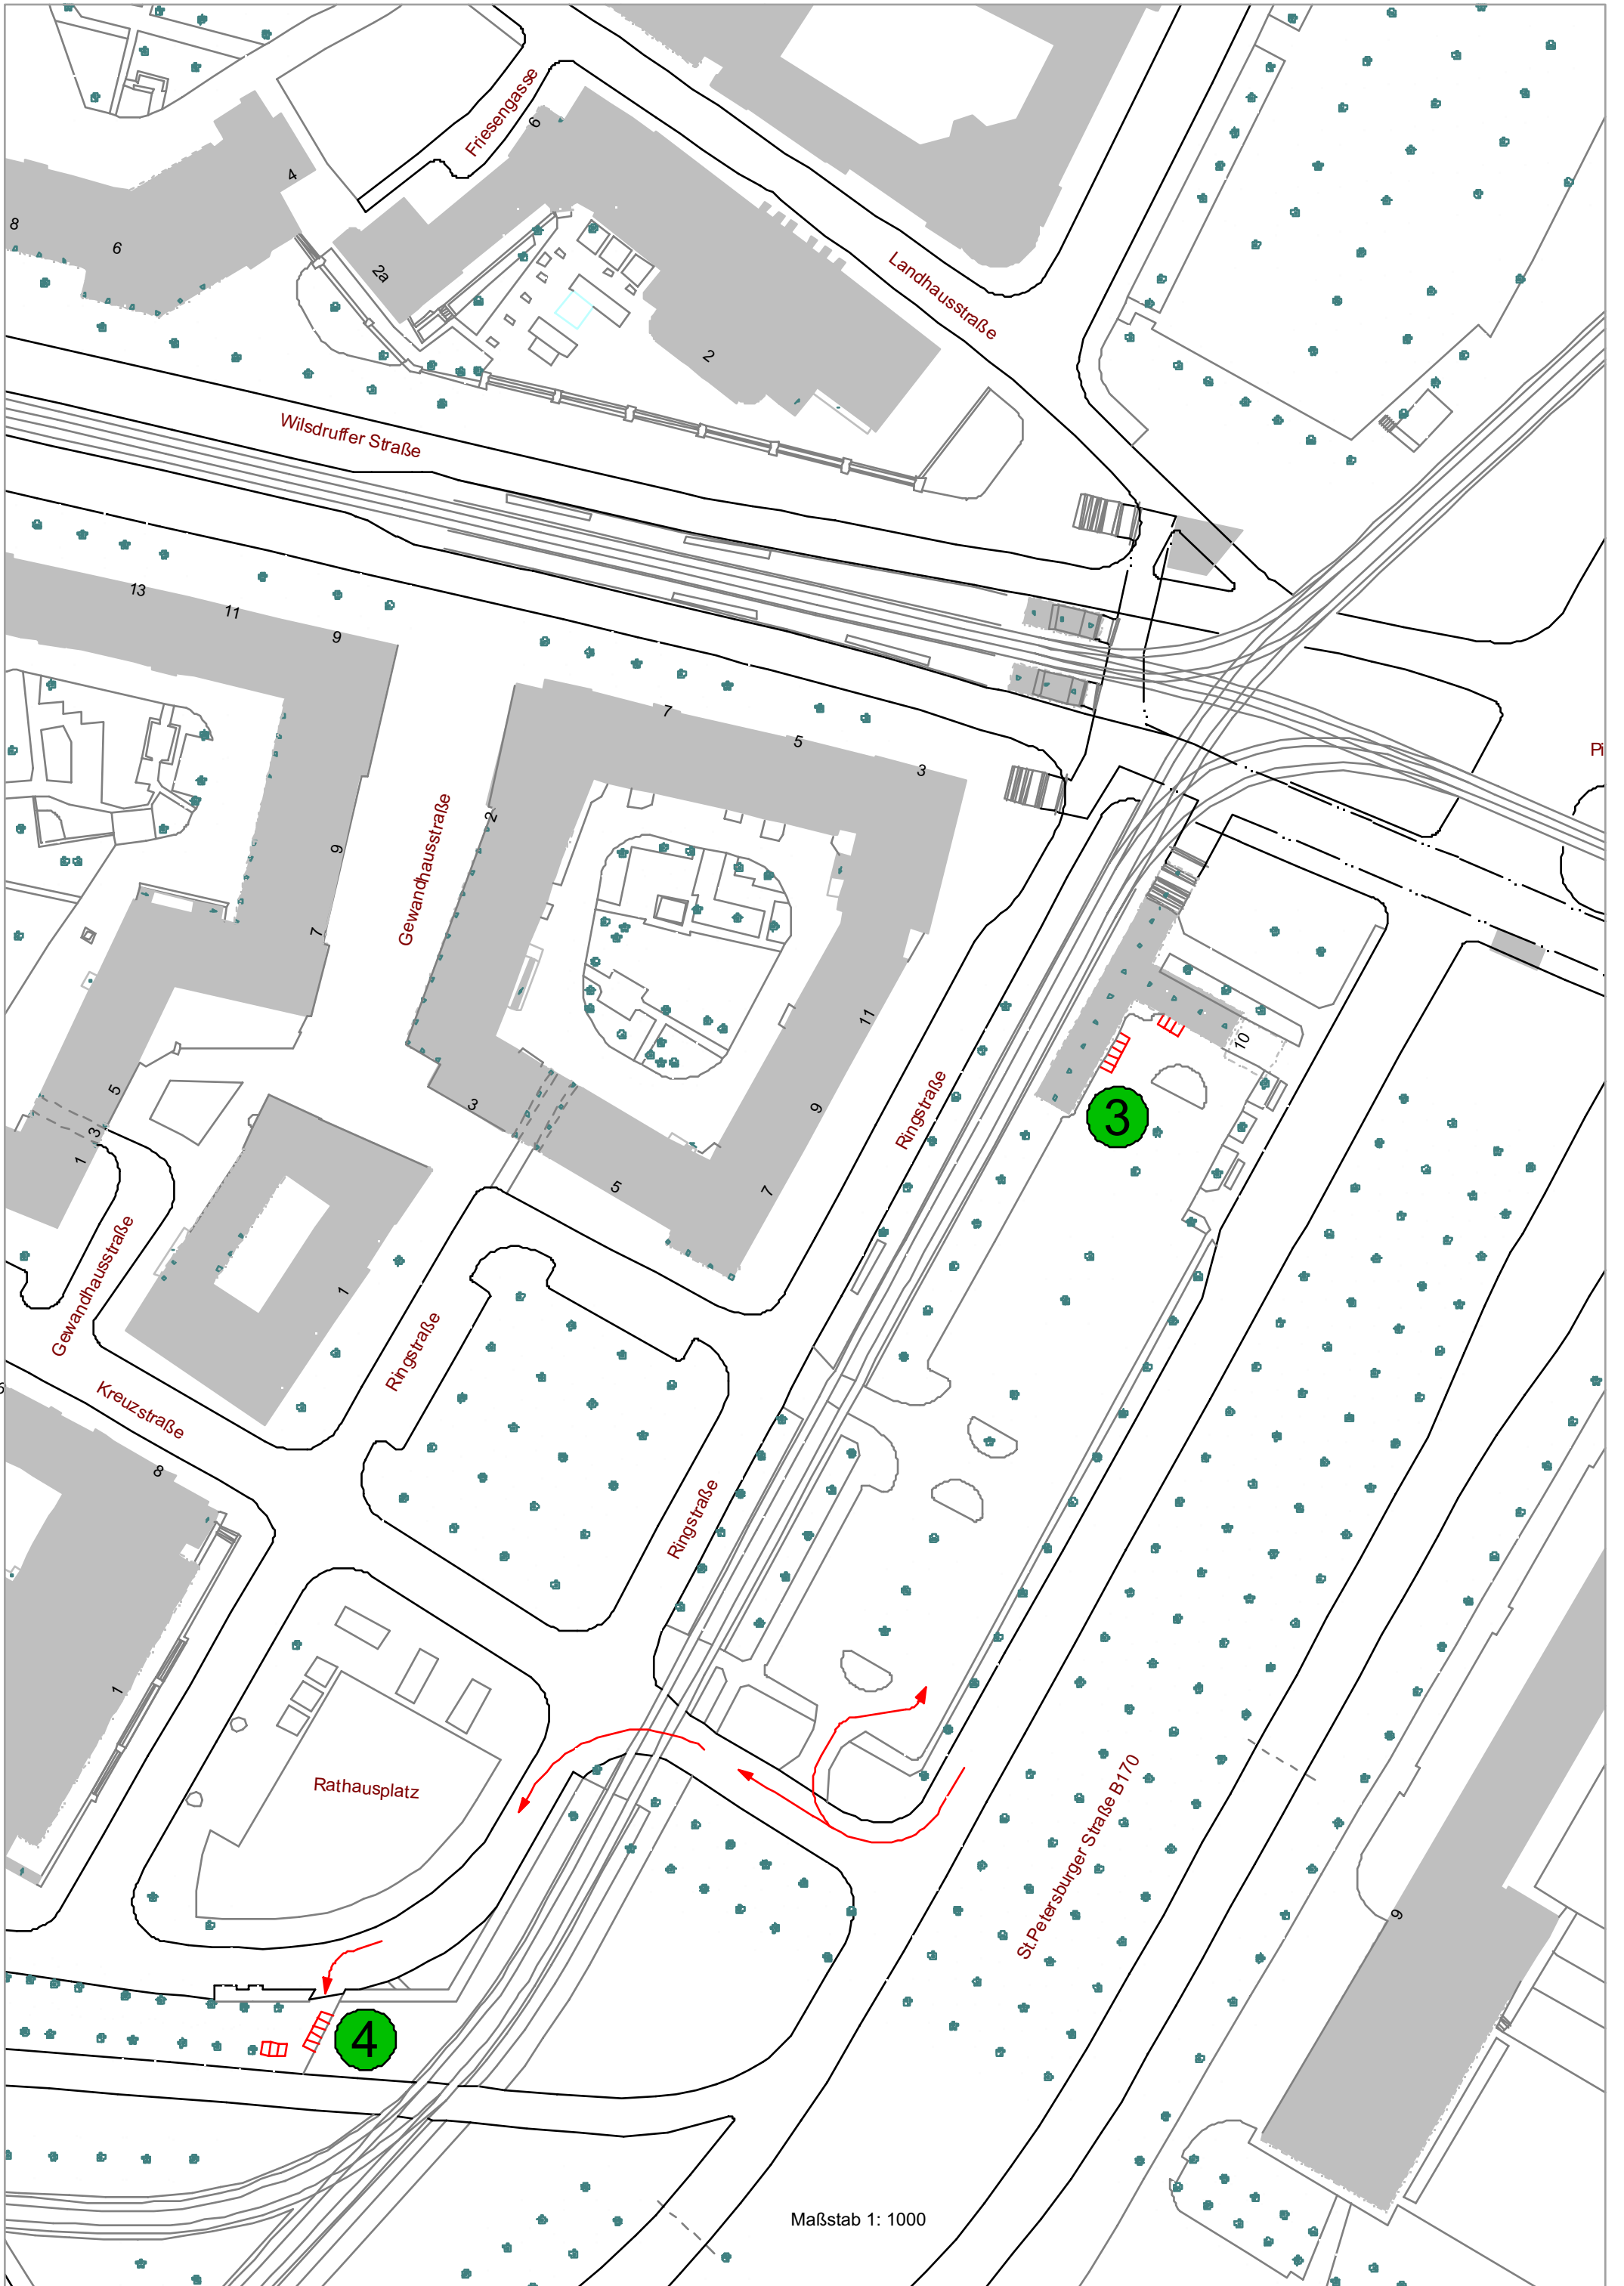 Friesengasse
6
4
8
6
2a
Landhausstraße
2
Wilsdruffer Straße
13
11
9
7
5
3
Pi
2
Gewandhausstraße
9
7
11
10
3
5
3
1
3
9
Ringstraße
5
7
Gewandhausstraße
1
Ringstraße
Kreuzstraße
8
Ringstraße
1
Rathausplatz
St.Petersburger Straße B170
9
4
Maßstab 1: 1000